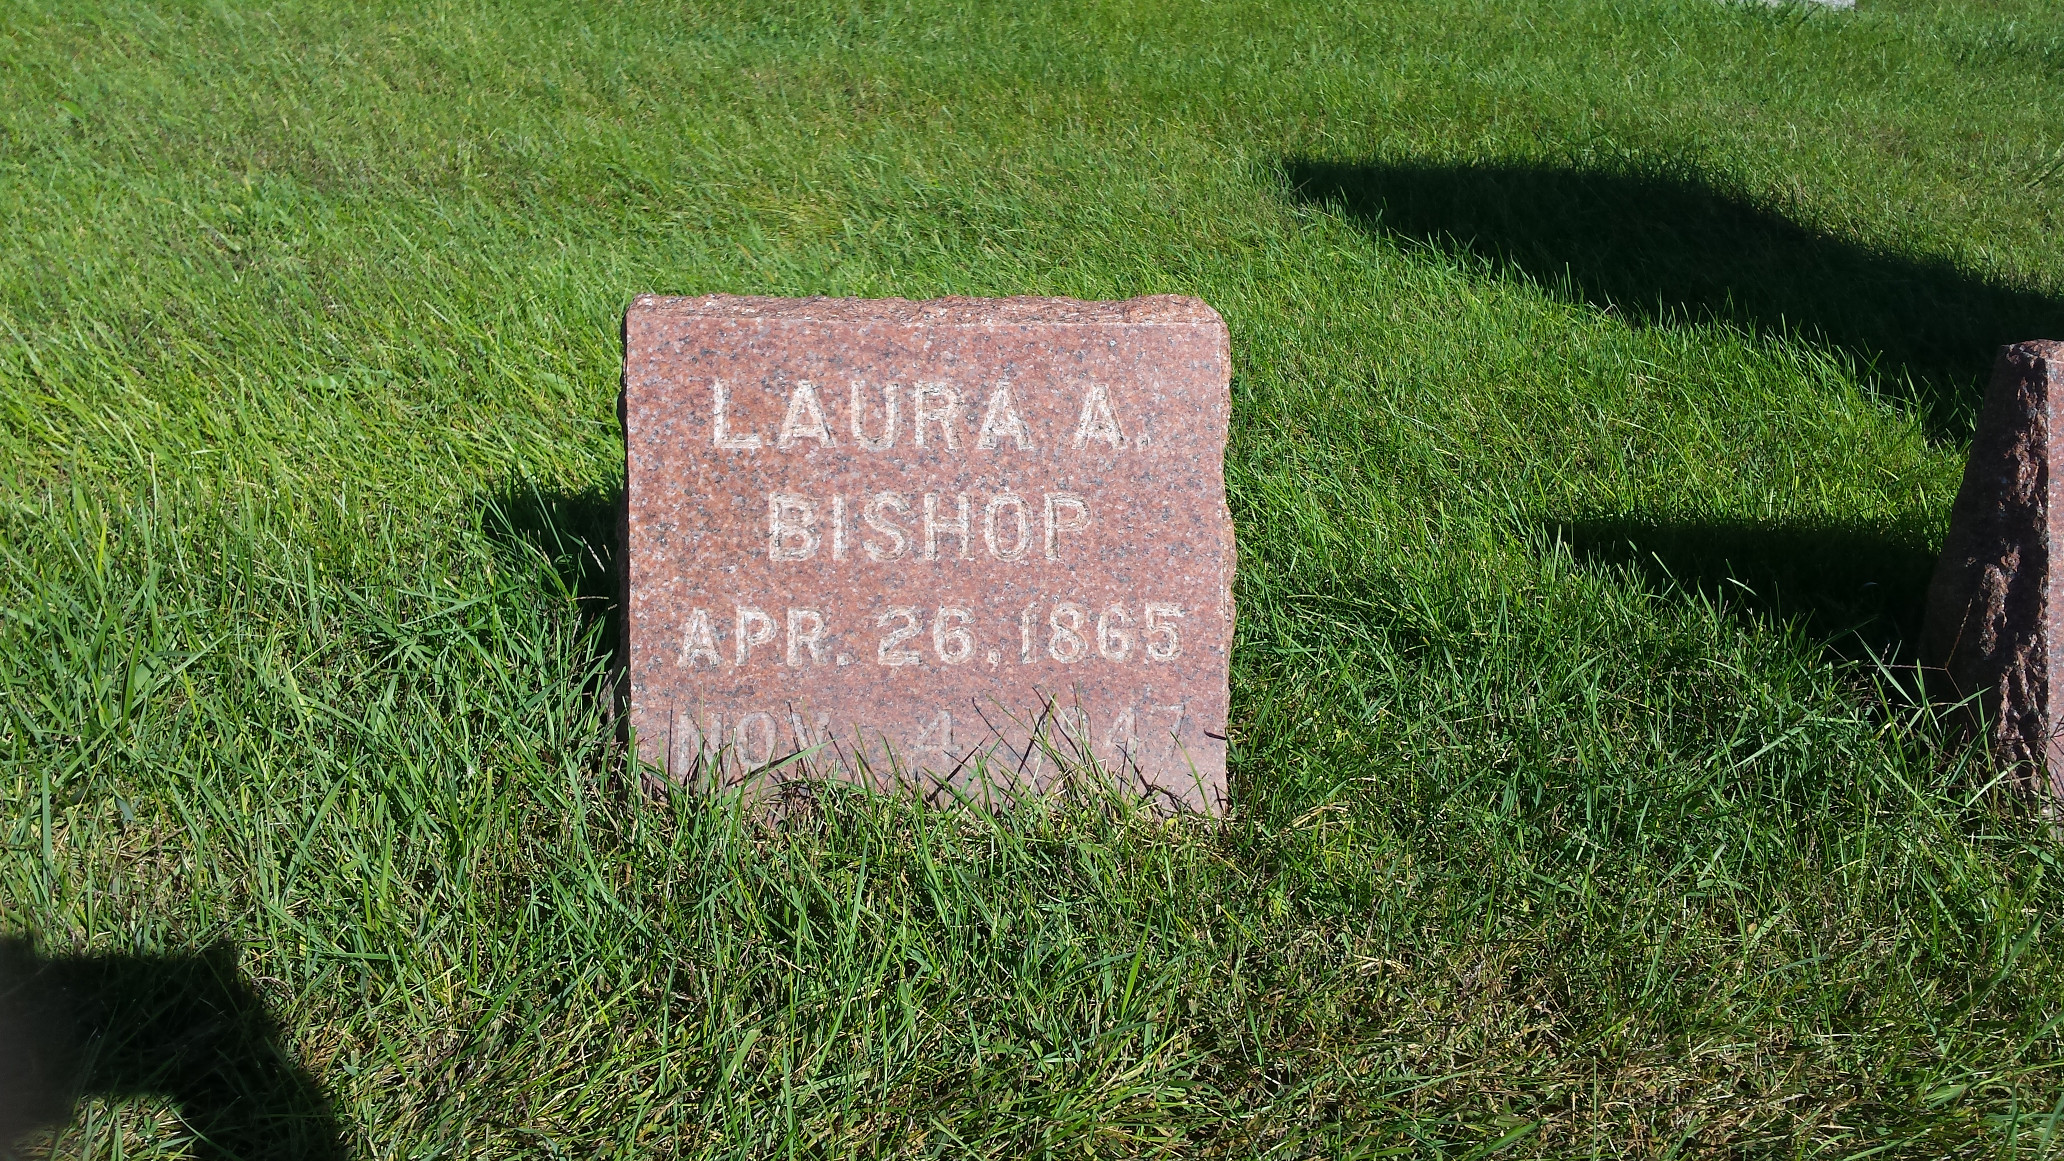 LAURA A.
BISHOP
APR. 26, 1865
NOV. 4